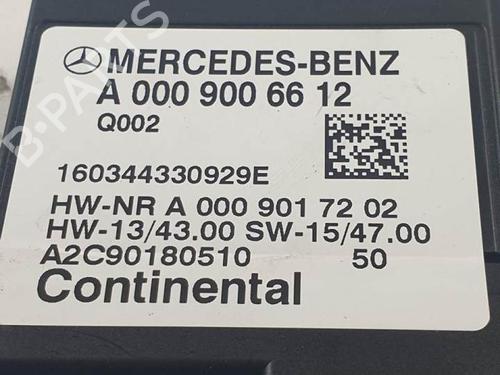 MERCEDES-BENZ
A 000 900 66 12
Q002
160344330929E
HW-NR A 000 901 72 02
HW-13/43.00 SW-15/47.00
A2C90180510 50
Continental
B-PARTS